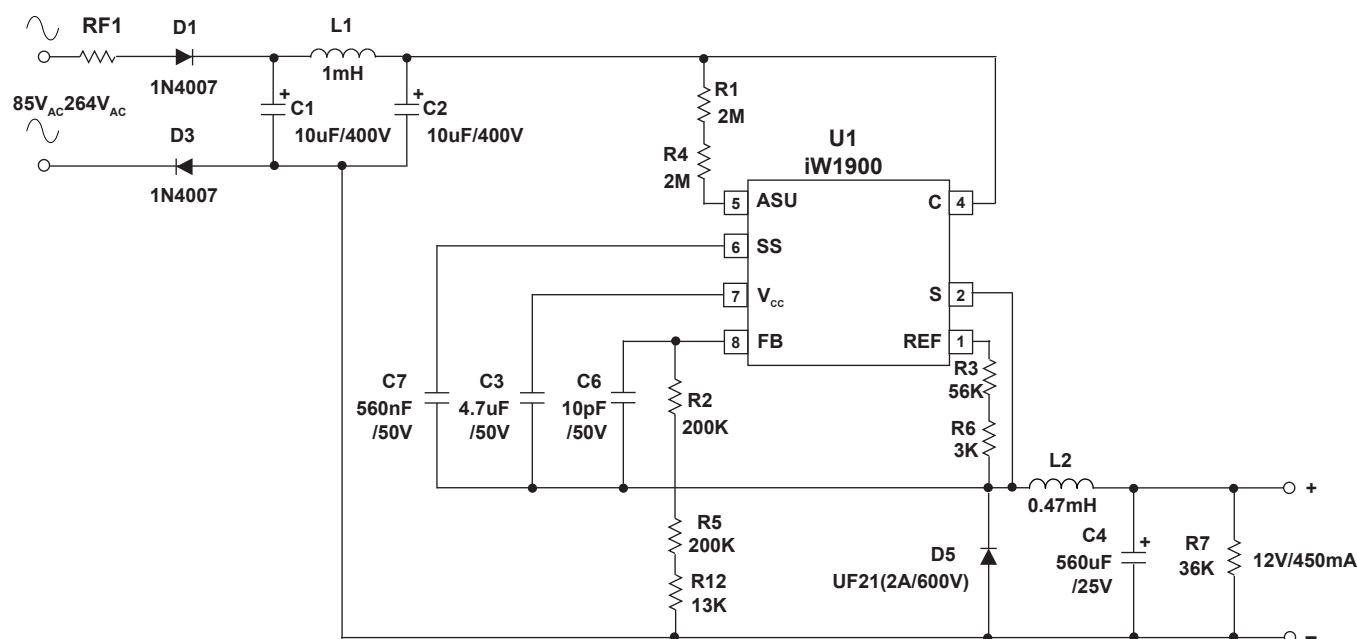 RF1
D1
1N4007
L1
1mH
85VAC264VAC
+
C1
10uF/400V
+
C2
10uF/400V
D3
1N4007
R1
2M
R4
2M
U1
iW1900
5
ASU
C
4
6
SS
7
VCC
S
2
8
FB
REF
1
C7
560nF
/50V
C3
4.7uF
/50V
C6
10pF
/50V
R2
200K
R3
56K
R6
3K
L2
0.47mH
+
R5
200K
R12
13K
D5
UF21(2A/600V)
C4
+
560uF
/25V
R7
36K
12V/450mA
–